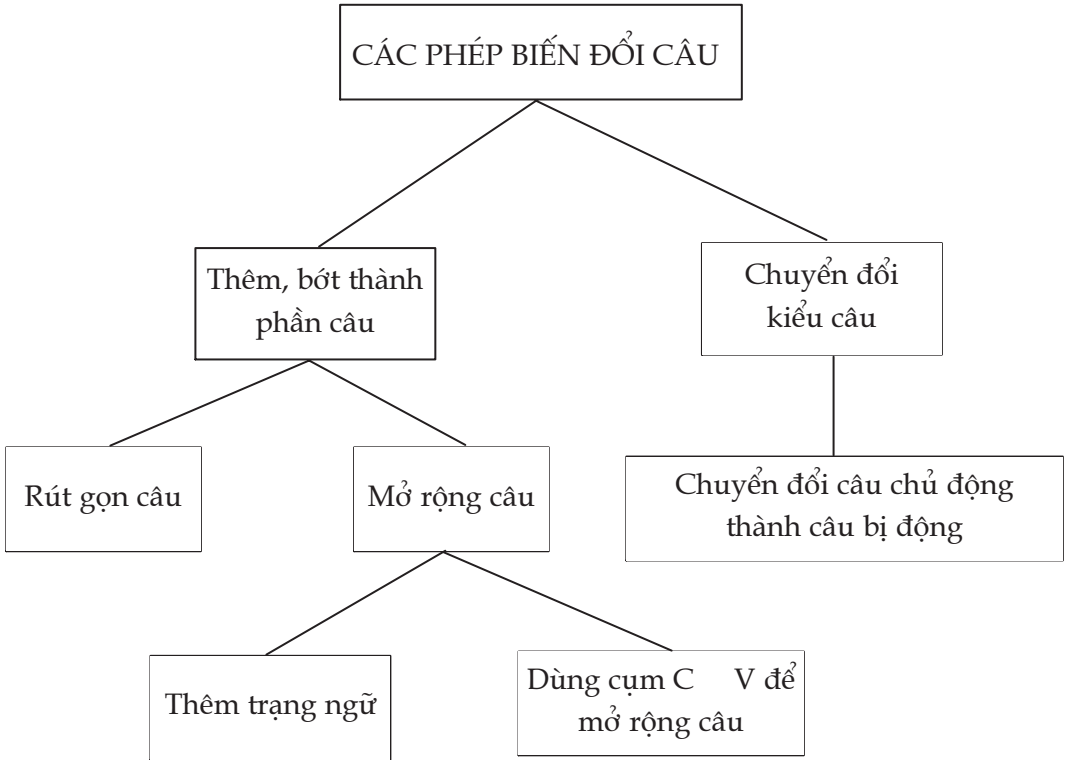 CÁC PHÉP BIẾN ĐỔI CÂU
Thêm, bớt thành
phần câu
Chuyển đổi
kiểu câu
Rút gọn câu
Mở rộng câu
Chuyển đổi câu chủ động
thành câu bị động
Thêm trạng ngữ
Dùng cụm C V để
mở rộng câu